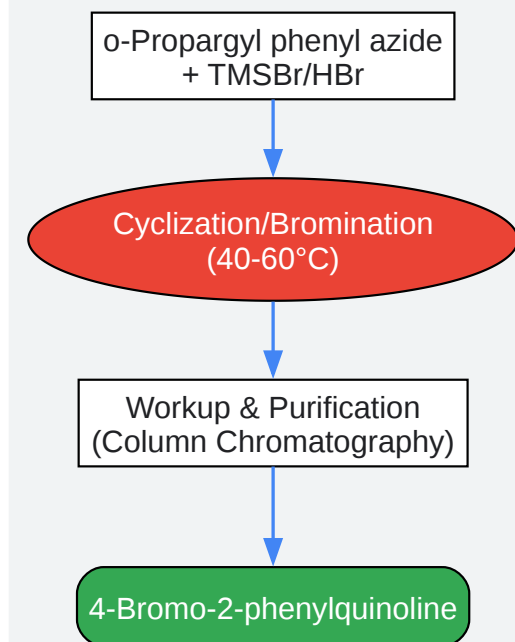 o-Propargyl phenyl azide
+ TMSBr/HBr
Cyclization/Bromination
(40-60°C)
Workup & Purification
(Column Chromatography)
4-Bromo-2-phenylquinoline